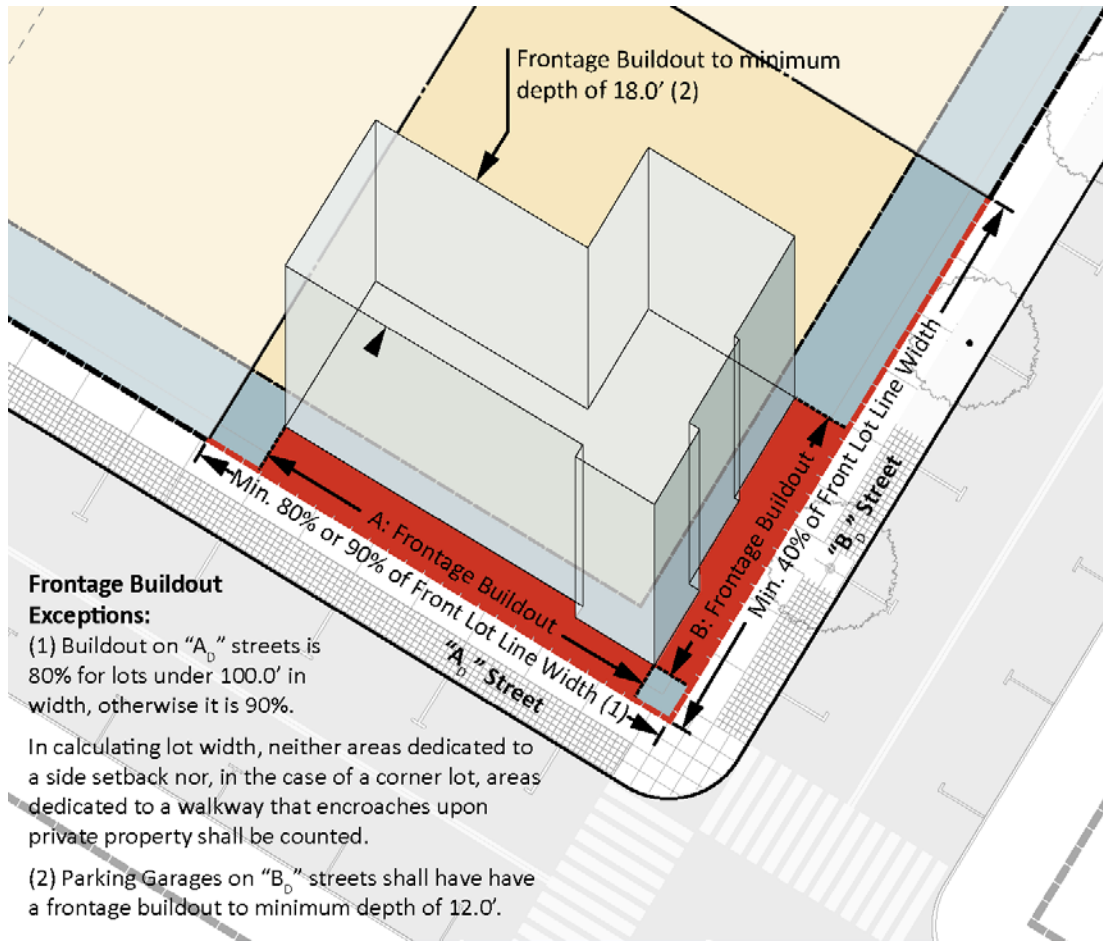 Frontage Buildout to minimum
depth of 18.0’ (2)
Min. 80% or 90% of Front Lot Line Width (1)
A: Frontage Buildout
"A_D" Street
B: Frontage Buildout
Min. 40% of Front Lot Line Width
"B_D" Street
Frontage Buildout
Exceptions:
(1) Buildout on “A_D” streets is
80% for lots under 100.0’ in
width, otherwise it is 90%.
In calculating lot width, neither areas dedicated to
a side setback nor, in the case of a corner lot, areas
dedicated to a walkway that encroaches upon
private property shall be counted.
(2) Parking Garages on “B_D” streets shall have have
a frontage buildout to minimum depth of 12.0’.